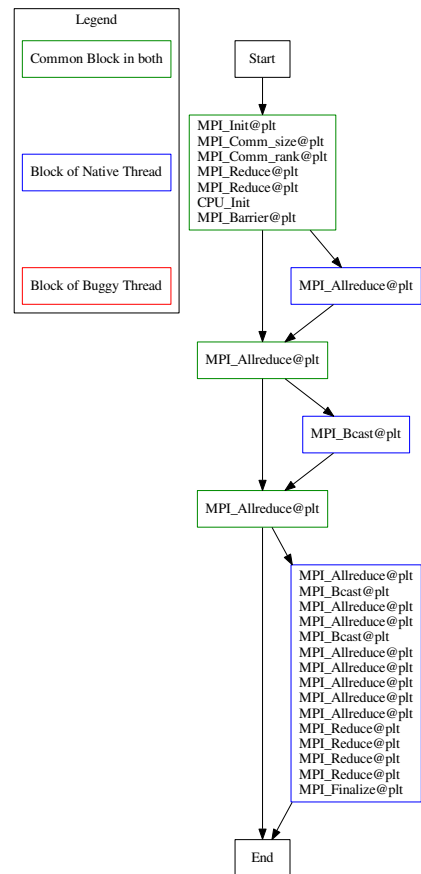 Legend
Common Block in both
Block of Native Thread
Block of Buggy Thread
Start
MPI_Init@plt
MPI_Comm_size@plt
MPI_Comm_rank@plt
MPI_Reduce@plt
MPI_Reduce@plt
CPU_Init
MPI_Barrier@plt
MPI_Allreduce@plt
MPI_Allreduce@plt
MPI_Bcast@plt
MPI_Allreduce@plt
MPI_Allreduce@plt
MPI_Bcast@plt
MPI_Allreduce@plt
MPI_Allreduce@plt
MPI_Bcast@plt
MPI_Allreduce@plt
MPI_Allreduce@plt
MPI_Allreduce@plt
MPI_Allreduce@plt
MPI_Allreduce@plt
MPI_Reduce@plt
MPI_Reduce@plt
MPI_Reduce@plt
MPI_Reduce@plt
MPI_Finalize@plt
End